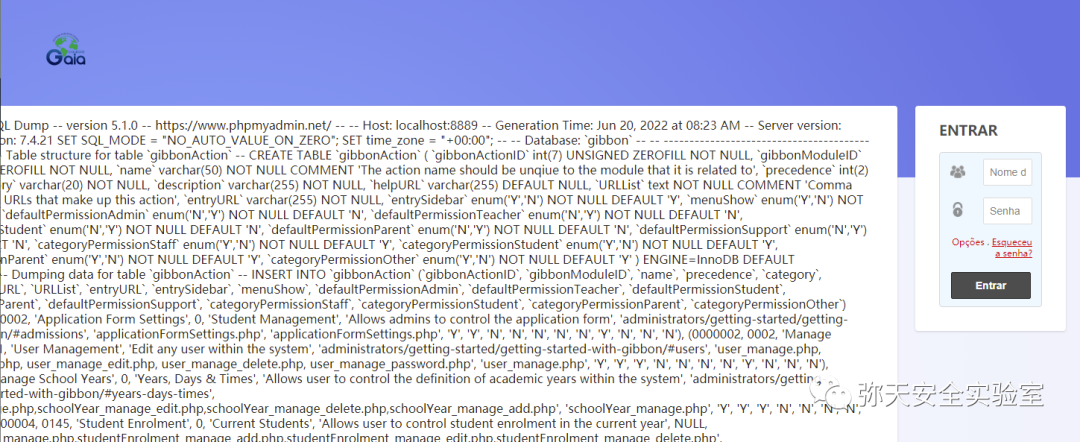 Gaia
QL Dump -- version 5.1.0 -- https://www.phpmyadmin.net/ -- -- Host: localhost:8889 -- Generation Time: Jun 20, 2022 at 08:23 AM -- Server version:
on: 7.4.21 SET SQL_MODE = "NO_AUTO_VALUE_ON_ZERO"; SET time_zone = "+00:00"; -- -- Database: `gibbon` -- -- --------------------------------------------
Table structure for table `gibbonAction` -- CREATE TABLE `gibbonAction` ( `gibbonActionID` int(7) UNSIGNED ZEROFILL NOT NULL, `gibbonModuleID`
EROFILL NOT NULL, `name` varchar(50) NOT NULL COMMENT 'The action name should be unqiue to the module that it is related to', `precedence` int(2)
ry` varchar(20) NOT NULL, `description` varchar(255) NOT NULL, `helpURL` varchar(255) DEFAULT NULL, `URLList` text NOT NULL COMMENT 'Comma
URLs that make up this action', `entryURL` varchar(255) NOT NULL, `entrySidebar` enum('Y','N') NOT NULL DEFAULT 'Y', `menuShow` enum('Y','N') NOT
`defaultPermissionAdmin` enum('N','Y') NOT NULL DEFAULT 'N', `defaultPermissionTeacher` enum('N','Y') NOT NULL DEFAULT 'N',
Student` enum('N','Y') NOT NULL DEFAULT 'N', `defaultPermissionParent` enum('N','Y') NOT NULL DEFAULT 'N', `defaultPermissionSupport` enum('N','Y')
T 'N', `categoryPermissionStaff` enum('Y','N') NOT NULL DEFAULT 'Y', `categoryPermissionStudent` enum('Y','N') NOT NULL DEFAULT 'Y',
nParent` enum('Y','N') NOT NULL DEFAULT 'Y', `categoryPermissionOther` enum('Y','N') NOT NULL DEFAULT 'Y' ) ENGINE=InnoDB DEFAULT
-- Dumping data for table `gibbonAction` -- INSERT INTO `gibbonAction` (`gibbonActionID`, `gibbonModuleID`, `name`, `precedence`, `category`,
URL`, `URLList`, `entryURL`, `entrySidebar`, `menuShow`, `defaultPermissionAdmin`, `defaultPermissionTeacher`, `defaultPermissionStudent`,
Parent`, `defaultPermissionSupport`, `categoryPermissionStaff`, `categoryPermissionStudent`, `categoryPermissionParent`, `categoryPermissionOther`)
0002, 'Application Form Settings', 0, 'Student Management', 'Allows admins to control the application form', 'administrators/getting-started/getting-
n/#admissions', 'applicationFormSettings.php', 'applicationFormSettings.php', 'Y', 'Y', 'N', 'N', 'N', 'N', 'Y', 'N', 'N', 'N'), (0000002, 0002, 'Manage
1, 'User Management', 'Edit any user within the system', 'administrators/getting-started/getting-started-with-gibbon/#users', 'user_manage.php,
php, user_manage_edit.php, user_manage_delete.php, user_manage_password.php', 'user_manage.php', 'Y', 'Y', 'Y', 'N', 'N', 'N', 'N', 'Y', 'N', 'N', 'N'),
anage School Years', 0, 'Years, Days & Times', 'Allows user to control the definition of academic years within the system', 'administrators/getting-
rted-with-gibbon/#years-days-times',
e.php,schoolYear_manage_edit.php,schoolYear_manage_delete.php,schoolYear_manage_add.php', 'schoolYear_manage.php', 'Y', 'Y', 'Y', 'N', 'N', 'N', 'N',
00004, 0145, 'Student Enrolment', 0, 'Current Students', 'Allows user to control student enrolment in the current year', NULL,
nrolment_manage.php,studentEnrolment_manage_add.php,studentEnrolment_manage_edit.php,studentEnrolment_manage_delete.php',
ENTRAR
Nome d
Senha
Opções . Esqueceu
a senha?
Entrar
弥天安全实验室